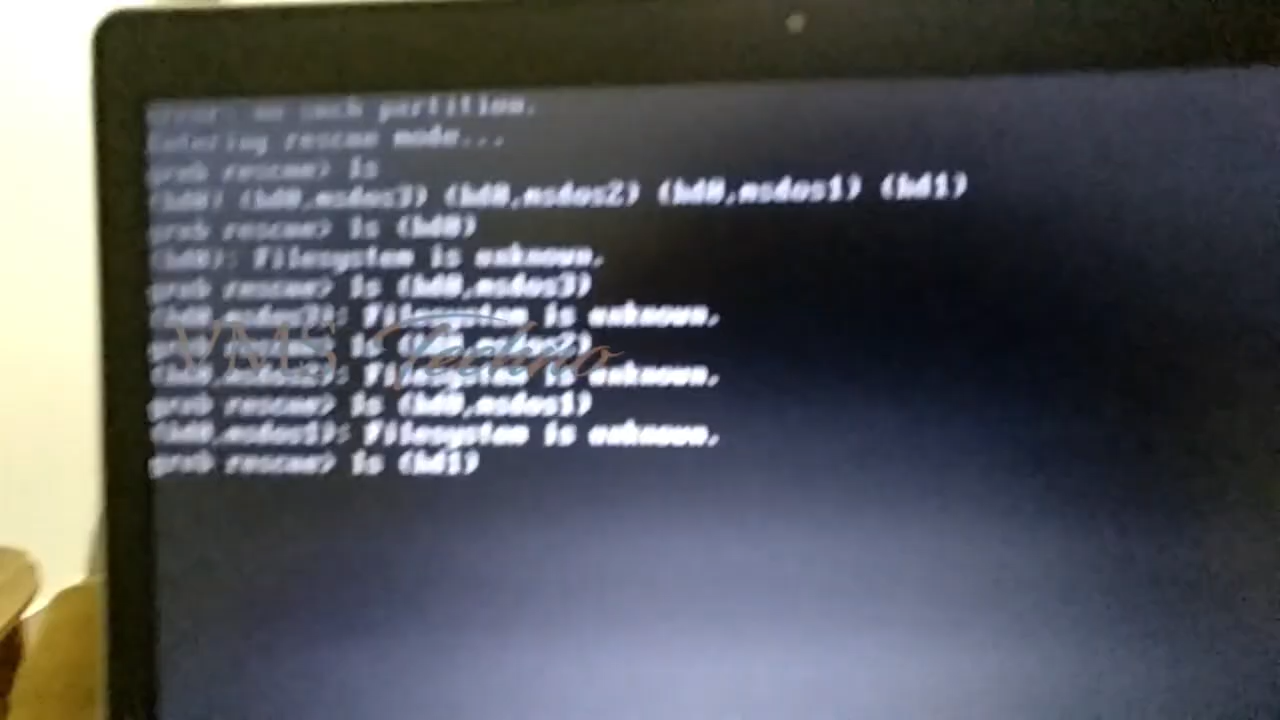 error: no such partition.
Entering rescue mode...
grub rescue> ls
(hd0) (hd0,msdos3) (hd0,msdos2) (hd0,msdos1) (hd1)
grub rescue> ls (hd0)
(hd0): Filesystem is unknown.
grub rescue> ls (hd0,msdos3)
(hd0,msdos3): Filesystem is unknown.
grub rescue> ls (hd0,msdos2)
(hd0,msdos2): Filesystem is unknown.
grub rescue> ls (hd0,msdos1)
(hd0,msdos1): Filesystem is unknown.
grub rescue> ls (hd1)
VMS Techno